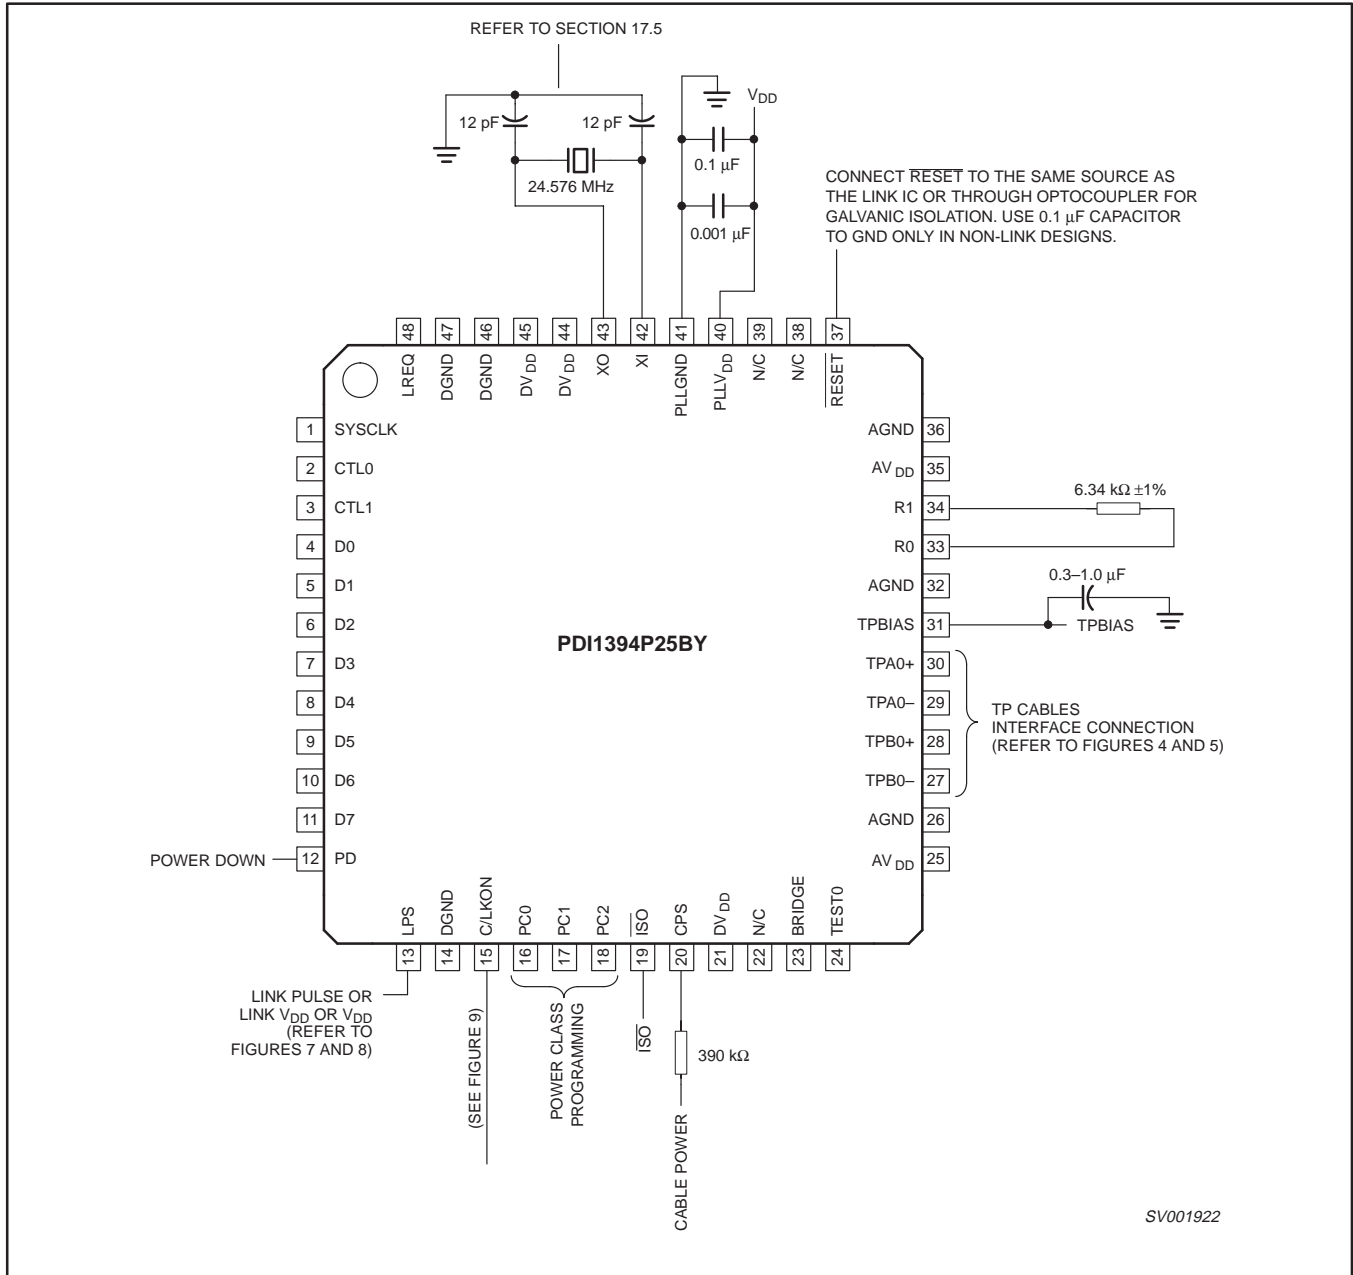 REFER TO SECTION 17.5
12 pF
12 pF
24.576 MHz
VDD
0.1 μF
0.001 μF
CONNECT RESET TO THE SAME SOURCE AS
THE LINK IC OR THROUGH OPTOCOUPLER FOR
GALVANIC ISOLATION. USE 0.1 μF CAPACITOR
TO GND ONLY IN NON-LINK DESIGNS.
48 LREQ
47 DGND
46 DGND
45 DVDD
44 DVDD
43 XO
42 XI
41 PLLGND
40 PLLVDD
39 N/C
38 N/C
37 RESET
1 SYSCLK
2 CTL0
3 CTL1
4 D0
5 D1
6 D2
7 D3
8 D4
9 D5
10 D6
11 D7
POWER DOWN 12 PD
PDI1394P25BY
AGND 36
AV DD 35
R1 34
6.34 kΩ ±1%
R0 33
AGND 32
0.3–1.0 μF
TPBIAS 31
TPBIAS
TPA0+ 30
TPA0– 29
TPB0+ 28
TPB0– 27
TP CABLES
INTERFACE CONNECTION
(REFER TO FIGURES 4 AND 5)
AGND 26
AV DD 25
LPS 13
DGND 14
C/LKON 15
PC0 16
PC1 17
PC2 18
ISO 19
CPS 20
DVDD 21
N/C 22
BRIDGE 23
TEST0 24
LINK PULSE OR
LINK VDD OR VDD
(REFER TO
FIGURES 7 AND 8)
(SEE FIGURE 9)
POWER CLASS
PROGRAMMING
ISO
390 kΩ
CABLE POWER
SV001922